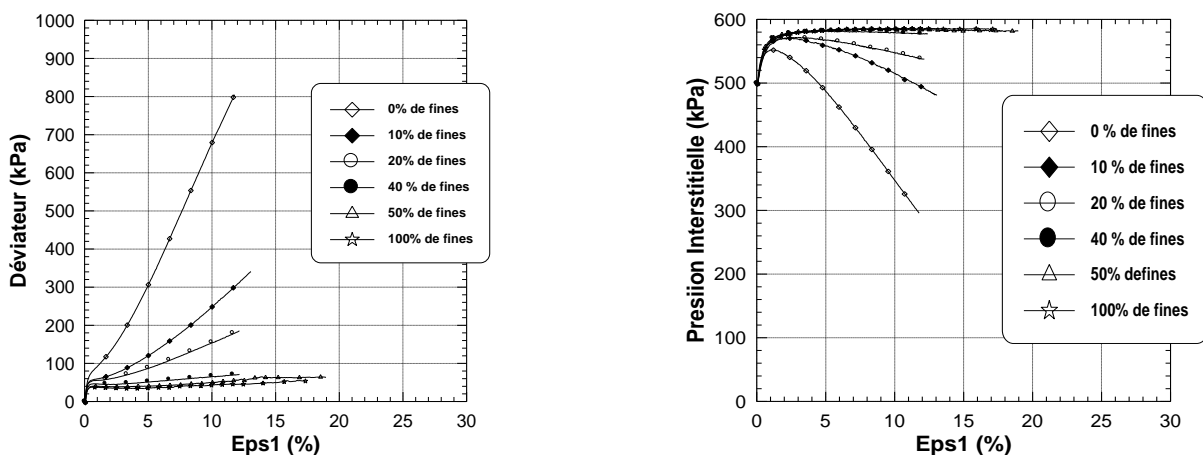 1000
900
800
700
600
500
400
300
200
100
0
Déviateur (kPa)
0 5 10 15 20 25 30
Eps1 (%)
0% de fines
10% de fines
20% de fines
40 % de fines
50% de fines
100% de fines
600
500
400
300
200
100
0
Presiion Interstitielle (kPa)
0 5 10 15 20 25 30
Eps1 (%)
0 % de fines
10 % de fines
20 % de fines
40 % de fines
50% defines
100% de fines